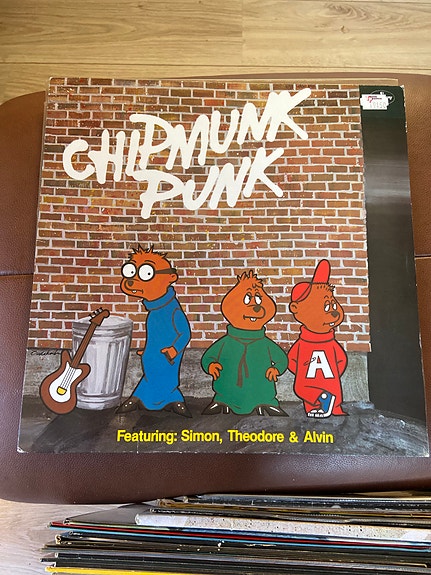 CHIPMUNK
PUNK
A
Featuring: Simon, Theodore & Alvin